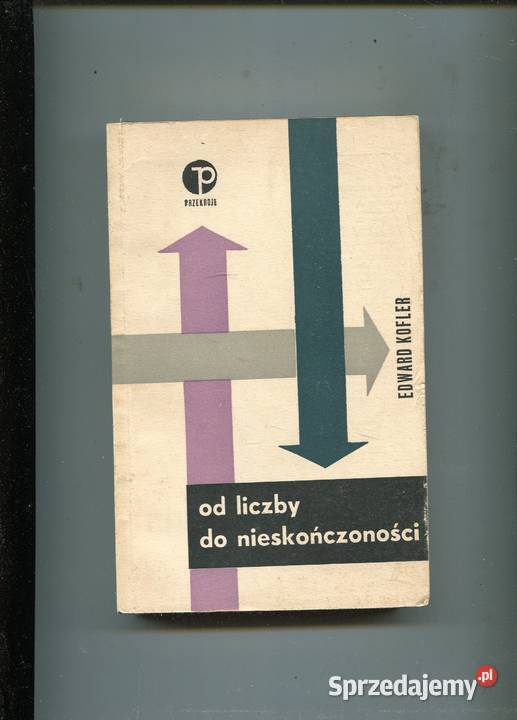 P
PRZEKROJE
EDWARD KOFLER
od liczby
do nieskończoności
Sprzedajemy.pl